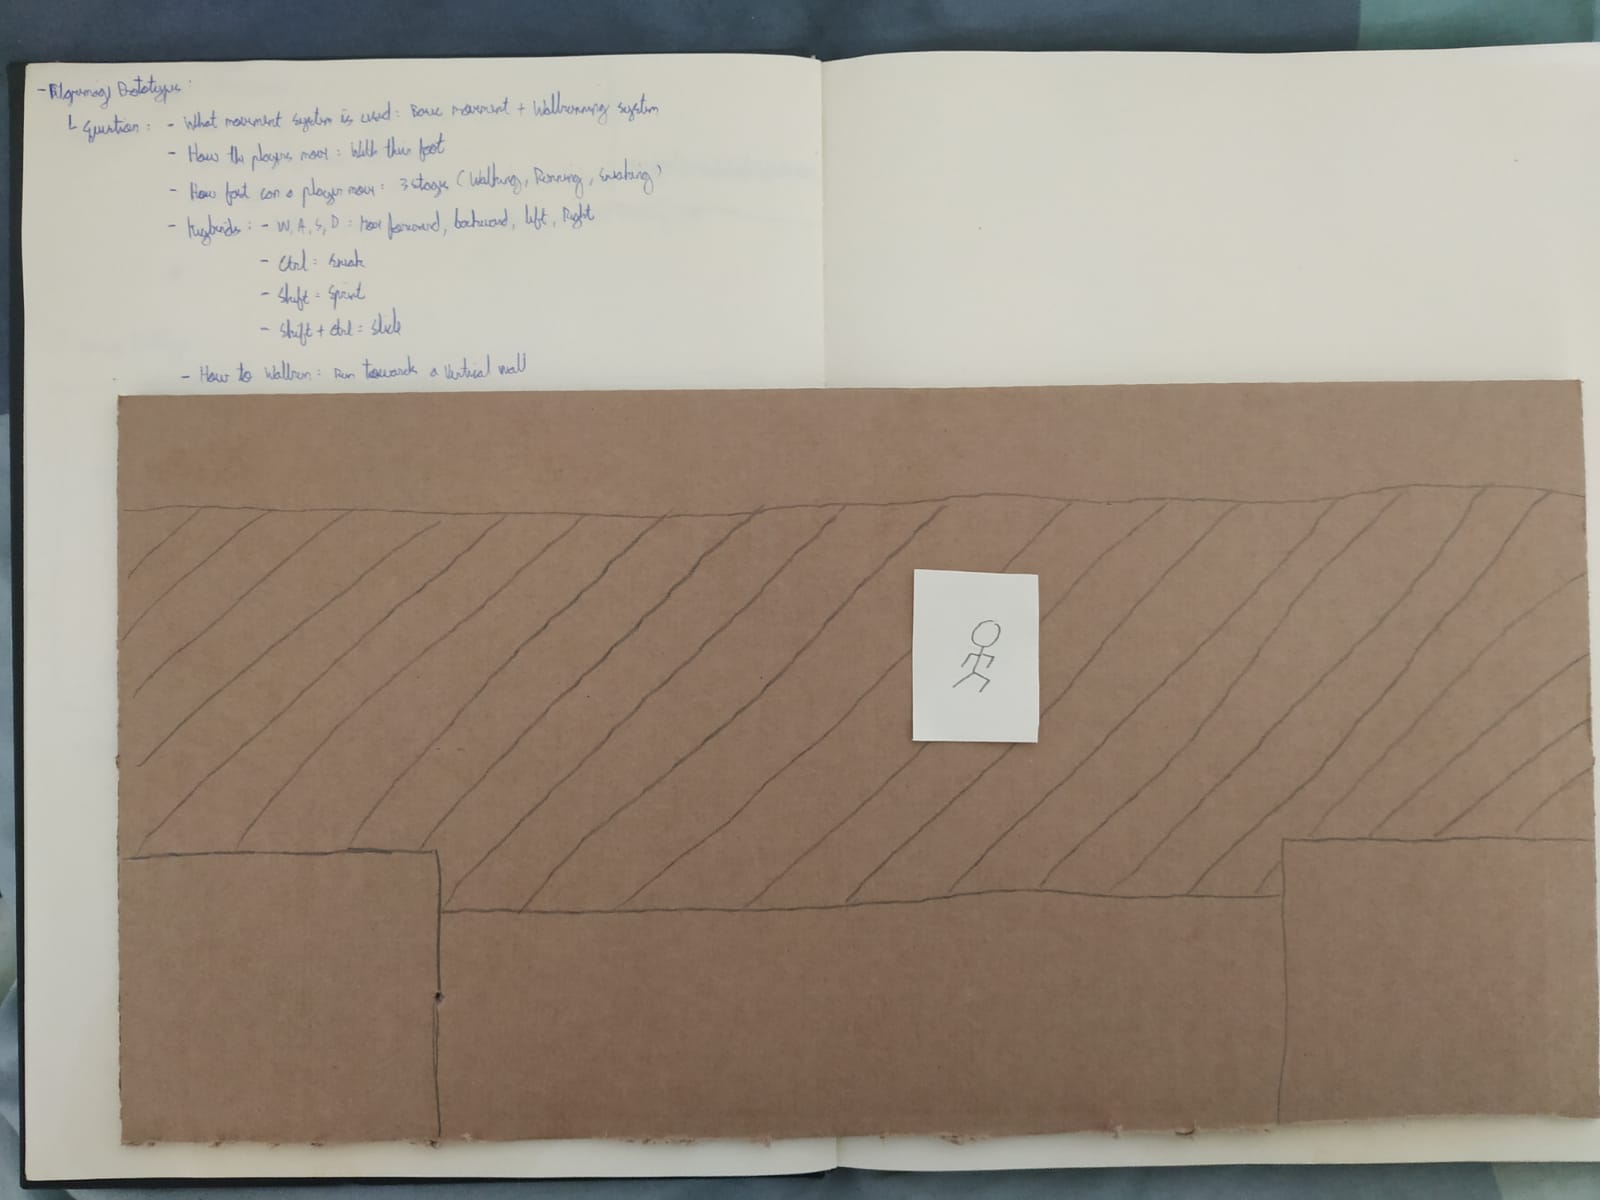 - Pilgrimage Prototype:
Question: - What movement system is used: Basic movement + Wallrunning system
- How the players move: With their foot
- How fast can a player move: 3 stages (Walking, Running, Sneaking)
- Keybinds: - W, A, S, D: Move forward, backward, left, Right
- Ctrl = Sneak
- Shift = Sprint
- Shift + Ctrl = Slide
- How to Wallrun: Run towards a Vertical wall